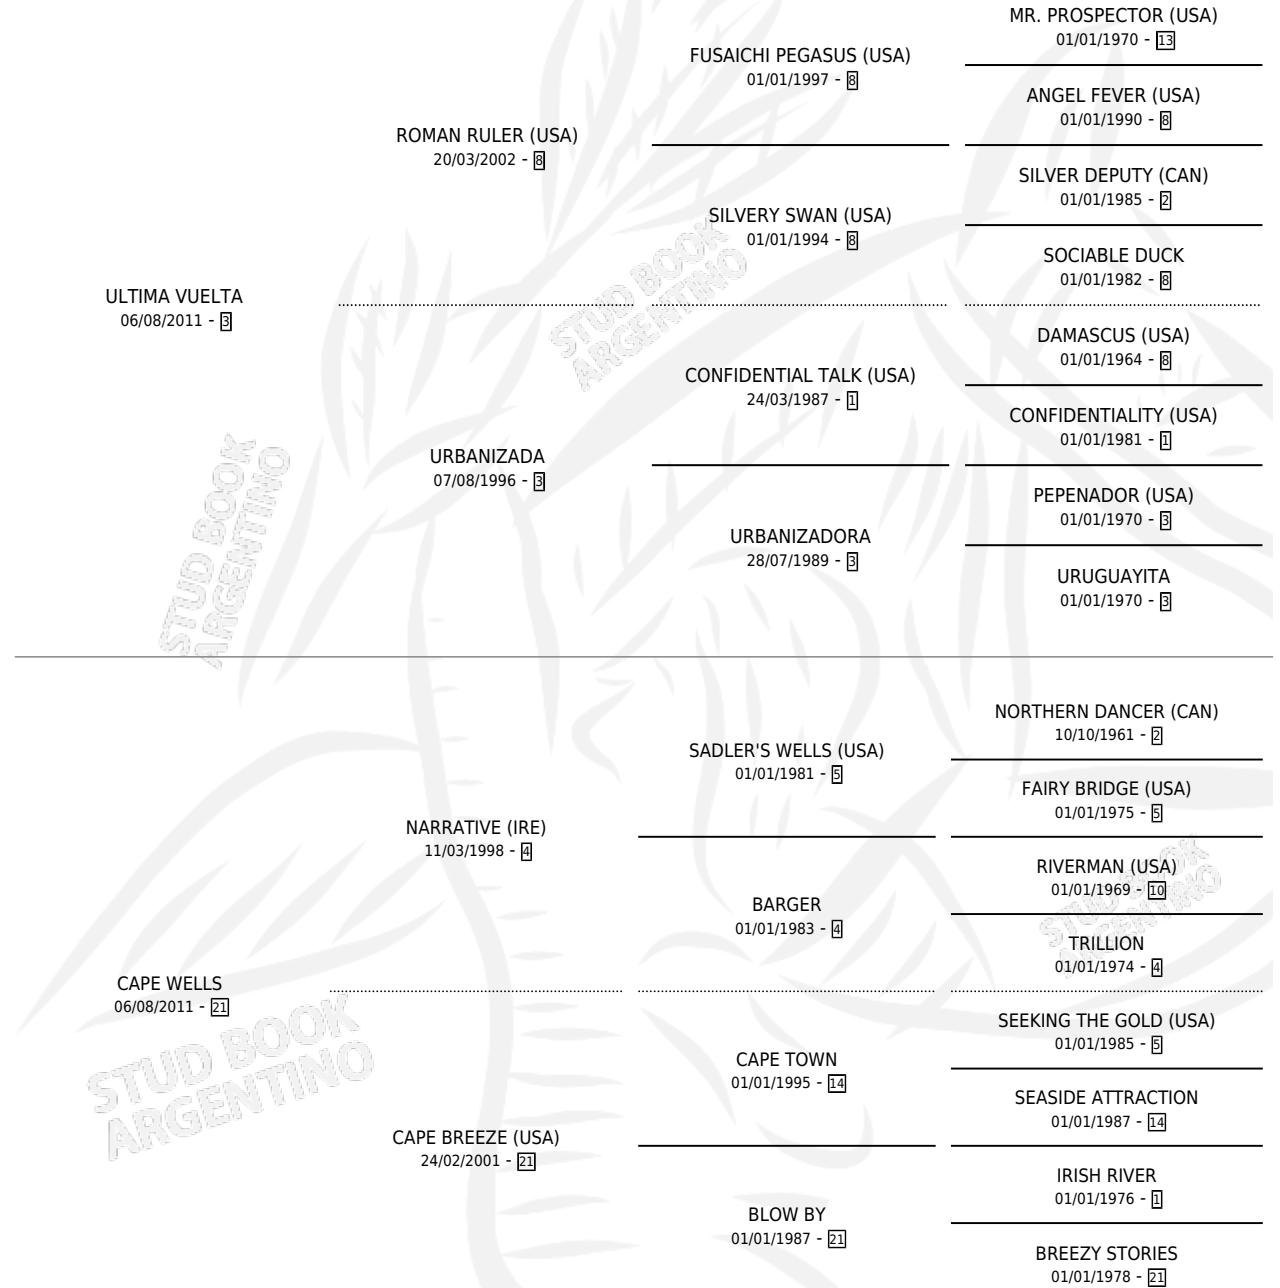 MR. PROSPECTOR (USA)
01/01/1970 - 13
FUSAICHI PEGASUS (USA)
01/01/1997 - 8
ANGEL FEVER (USA)
01/01/1990 - 8
ROMAN RULER (USA)
20/03/2002 - 8
SILVER DEPUTY (CAN)
01/01/1985 - 2
SILVERY SWAN (USA)
01/01/1994 - 8
SOCIABLE DUCK
01/01/1982 - 8
ULTIMA VUELTA
06/08/2011 - 3
STUD BOOK
ARGENTINO
DAMASCUS (USA)
01/01/1964 - 8
CONFIDENTIAL TALK (USA)
24/03/1987 - 1
CONFIDENTIALITY (USA)
01/01/1981 - 1
URBANIZADA
07/08/1996 - 3
PEPENADOR (USA)
01/01/1970 - 3
URBANIZADORA
28/07/1989 - 3
URUGUAYITA
01/01/1970 - 3
STUD BOOK
ARGENTINO
NORTHERN DANCER (CAN)
10/10/1961 - 2
SADLER'S WELLS (USA)
01/01/1981 - 5
FAIRY BRIDGE (USA)
01/01/1975 - 5
NARRATIVE (IRE)
11/03/1998 - 4
RIVERMAN (USA)
01/01/1969 - 10
BARGER
01/01/1983 - 4
TRILLION
01/01/1974 - 4
STUD BOOK
ARGENTINO
CAPE WELLS
06/08/2011 - 21
SEEKING THE GOLD (USA)
01/01/1985 - 5
CAPE TOWN
01/01/1995 - 14
SEASIDE ATTRACTION
01/01/1987 - 14
STUD BOOK
ARGENTINO
CAPE BREEZE (USA)
24/02/2001 - 21
IRISH RIVER
01/01/1976 - 1
BLOW BY
01/01/1987 - 21
BREEZY STORIES
01/01/1978 - 21